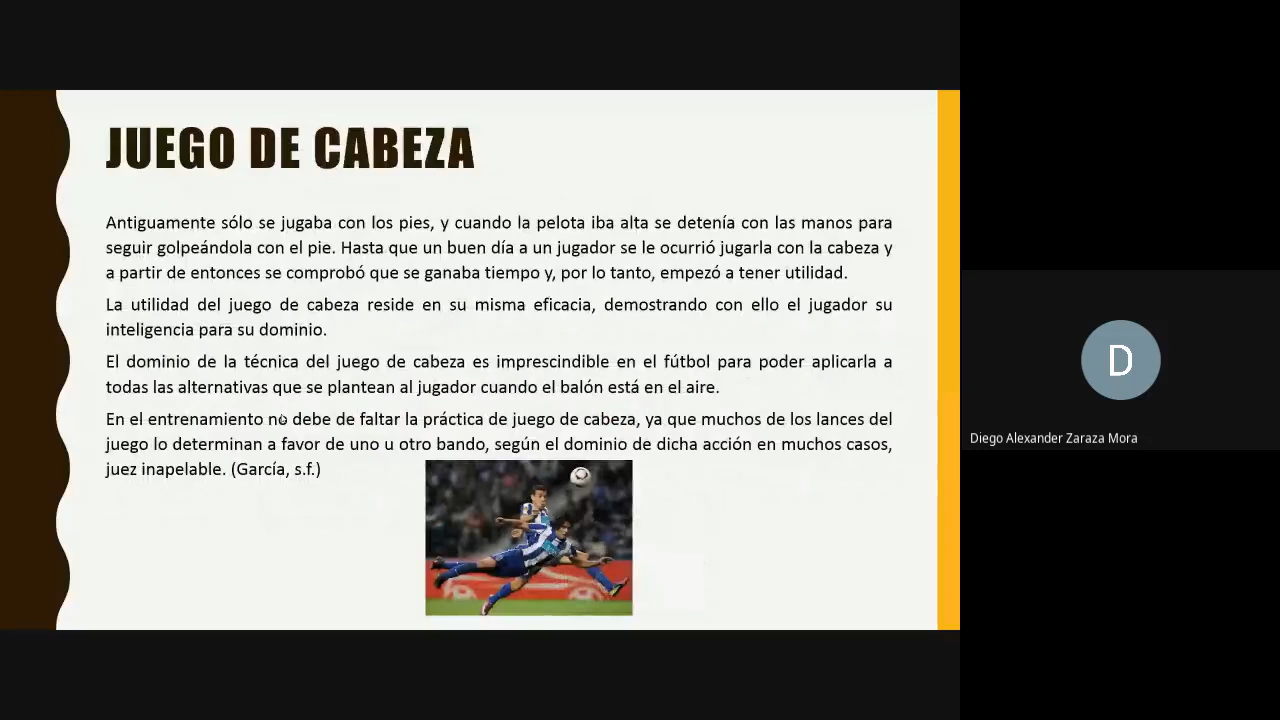 JUEGO DE CABEZA
Antiguamente sólo se jugaba con los pies, y cuando la pelota iba alta se detenía con las manos para
seguir golpeándola con el pie. Hasta que un buen día a un jugador se le ocurrió jugarla con la cabeza y
a partir de entonces se comprobó que se ganaba tiempo y, por lo tanto, empezó a tener utilidad.
La utilidad del juego de cabeza reside en su misma eficacia, demostrando con ello el jugador su
inteligencia para su dominio.
El dominio de la técnica del juego de cabeza es imprescindible en el fútbol para poder aplicarla a
todas las alternativas que se plantean al jugador cuando el balón está en el aire.
En el entrenamiento no debe de faltar la práctica de juego de cabeza, ya que muchos de los lances del
juego lo determinan a favor de uno u otro bando, según el dominio de dicha acción en muchos casos,
juez inapelable. (García, s.f.)
D
Diego Alexander Zaraza Mora